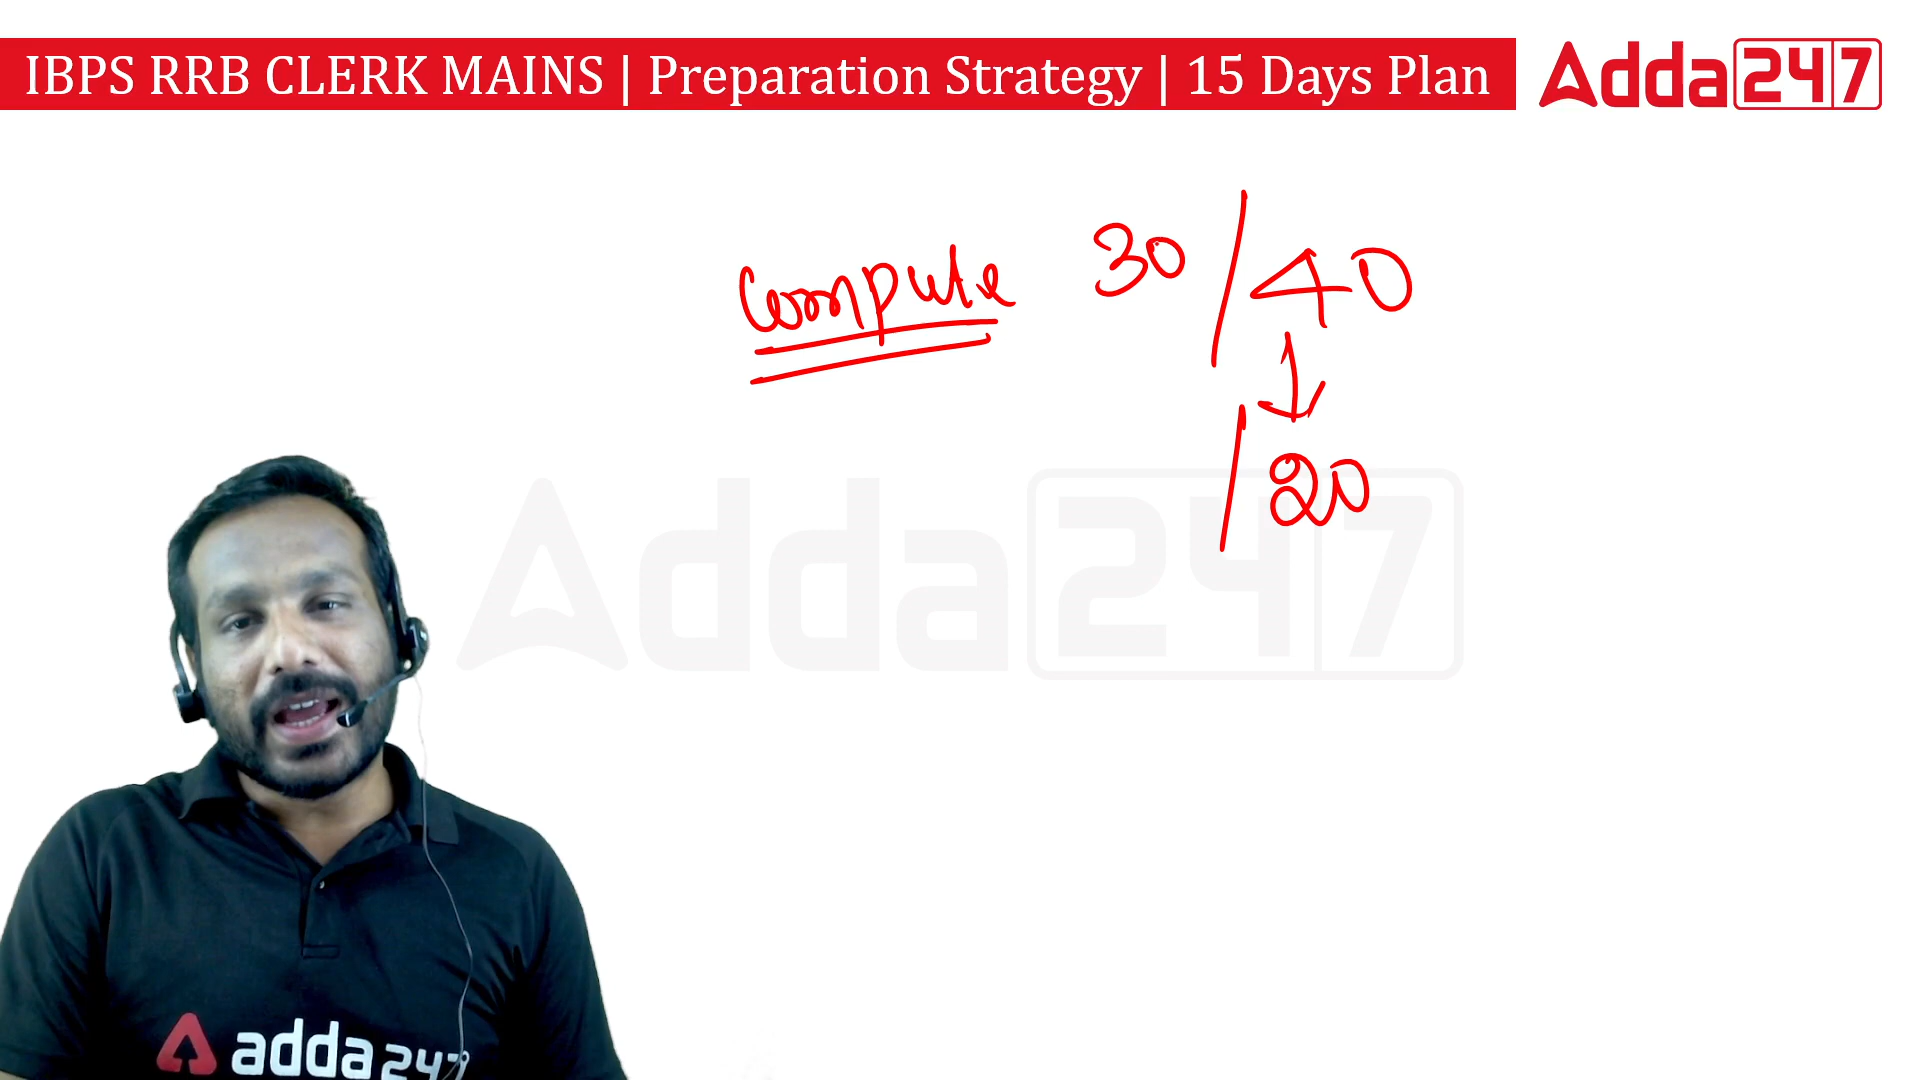 IBPS RRB CLERK MAINS | Preparation Strategy | 15 Days Plan
Adda247
Compute 30/40
/20
Adda247
adda247